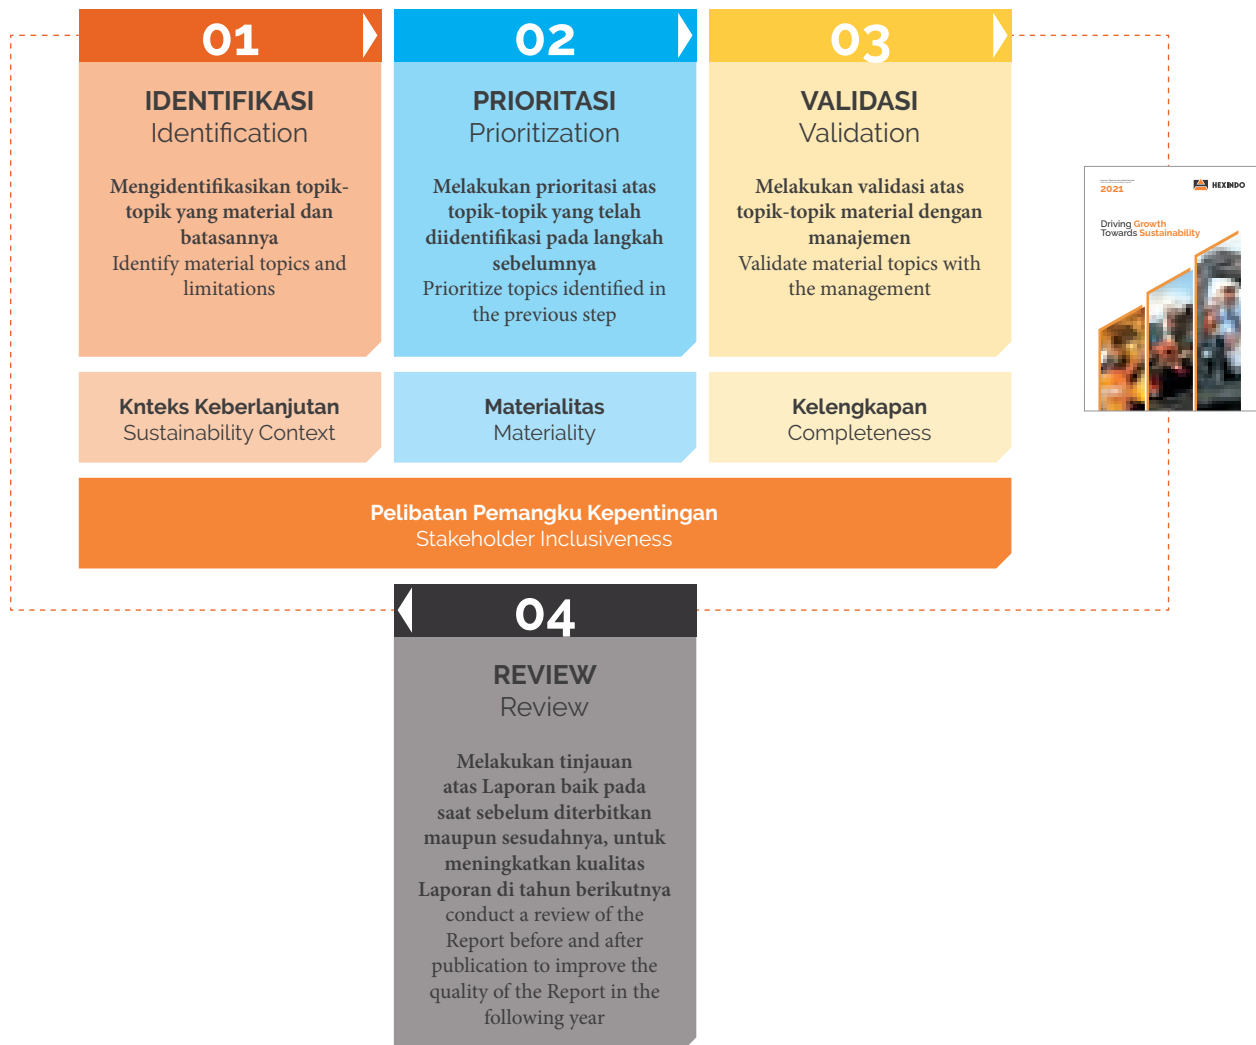 01
IDENTIFIKASI
Identification
Mengidentifikasikan topik-
topik yang material dan
batasannya
Identify material topics and
limitations
Knteks Keberlanjutan
Sustainability Context
02
PRIORITASI
Prioritization
Melakukan prioritasi atas
topik-topik yang telah
diidentifikasi pada langkah
sebelumnya
Prioritize topics identified in
the previous step
Materialitas
Materiality
03
VALIDASI
Validation
Melakukan validasi atas
topik-topik material dengan
manajemen
Validate material topics with
the management
Kelengkapan
Completeness
Pelibatan Pemangku Kepentingan
Stakeholder Inclusiveness
2021
HEXINDO
Driving Growth
Towards Sustainability
04
REVIEW
Review
Melakukan tinjauan
atas Laporan baik pada
saat sebelum diterbitkan
maupun sesudahnya, untuk
meningkatkan kualitas
Laporan di tahun berikutnya
conduct a review of the
Report before and after
publication to improve the
quality of the Report in the
following year